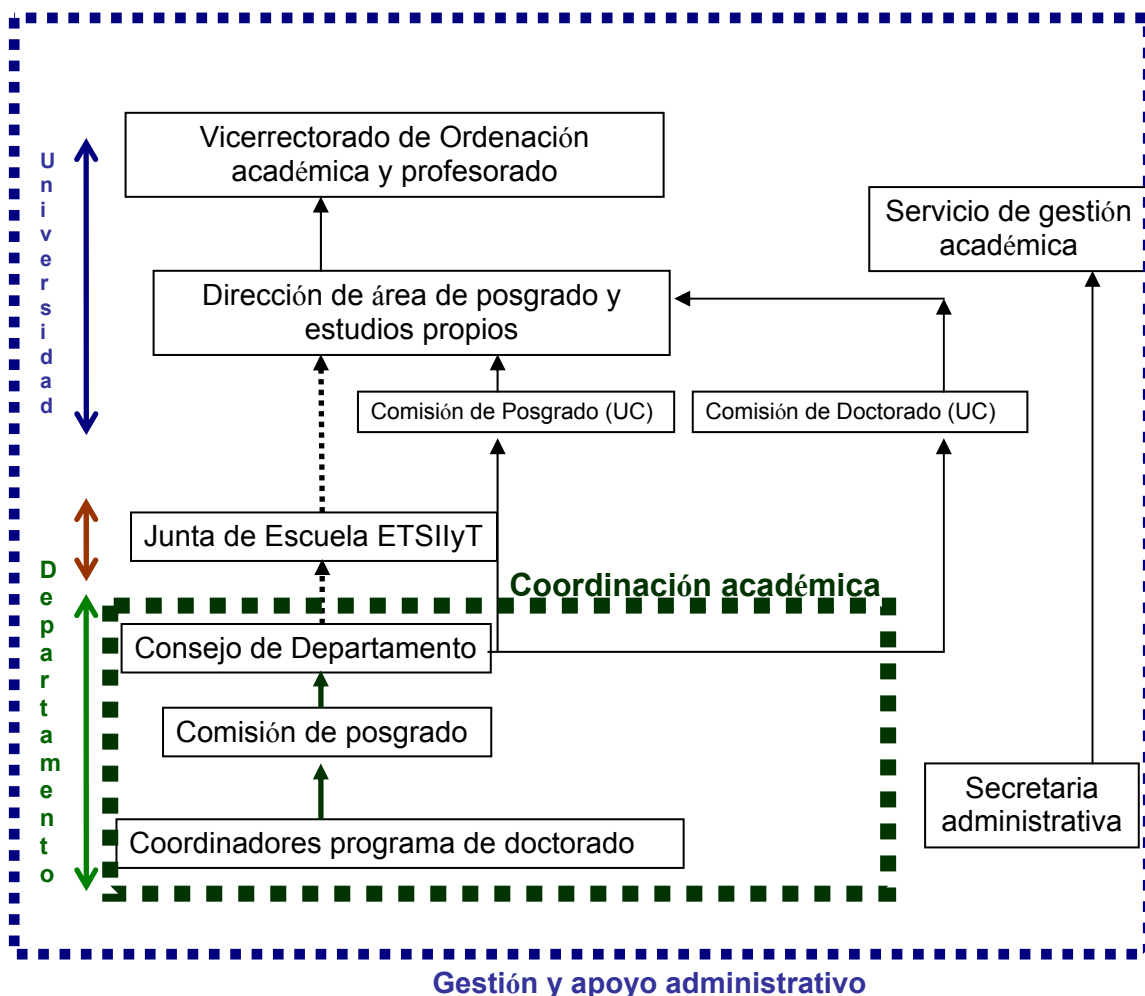 Vicerrectorado de Ordenación
académica y profesorado
Universidad
Servicio de gestión
académica
Dirección de área de posgrado y
estudios propios
Comisión de Posgrado (UC)
Comisión de Doctorado (UC)
Junta de Escuela ETSIIyT
Departamento
Coordinación académica
Consejo de Departamento
Comisión de posgrado
Secretaria
administrativa
Coordinadores programa de doctorado
Gestión y apoyo administrativo